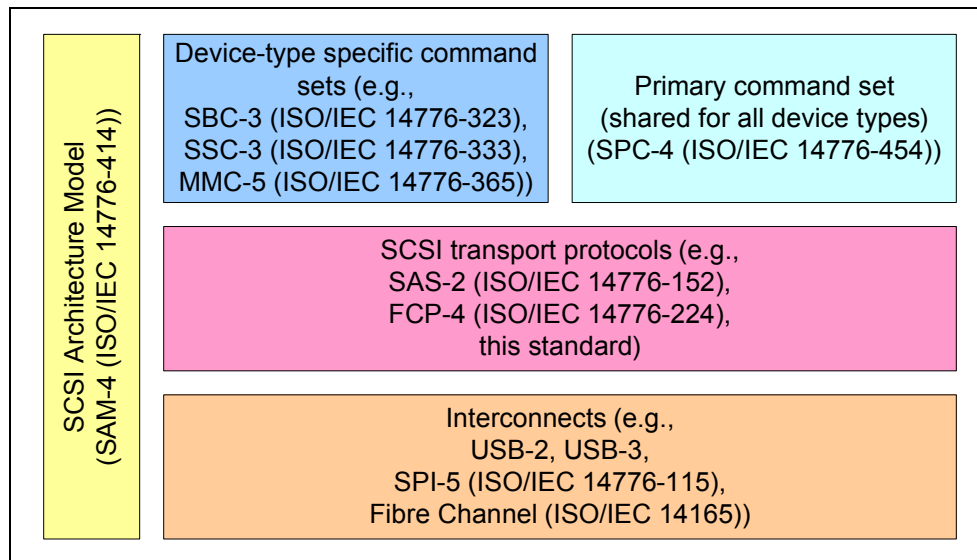 SCSI Architecture Model
(SAM-4 (ISO/IEC 14776-414))
Device-type specific command
sets (e.g.,
SBC-3 (ISO/IEC 14776-323),
SSC-3 (ISO/IEC 14776-333),
MMC-5 (ISO/IEC 14776-365))
Primary command set
(shared for all device types)
(SPC-4 (ISO/IEC 14776-454))
SCSI transport protocols (e.g.,
SAS-2 (ISO/IEC 14776-152),
FCP-4 (ISO/IEC 14776-224),
this standard)
Interconnects (e.g.,
USB-2, USB-3,
SPI-5 (ISO/IEC 14776-115),
Fibre Channel (ISO/IEC 14165))